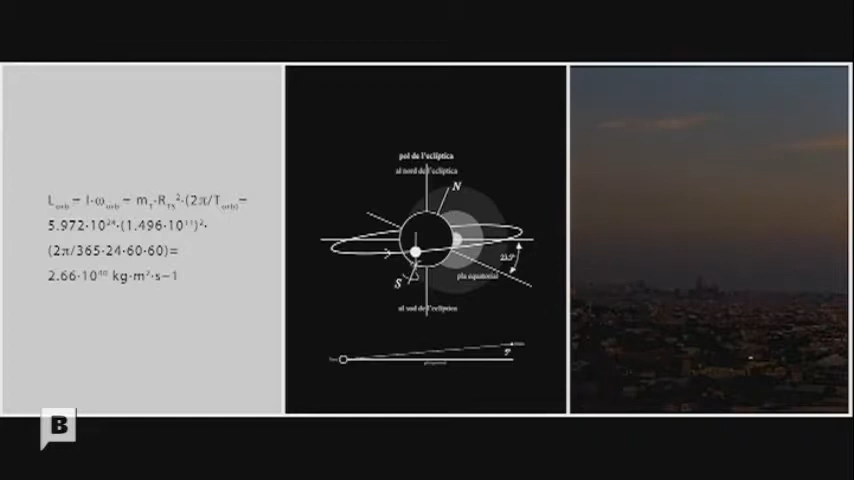 L_orb = I·ω_orb = m_T·R_TS²·(2π/T_orb)=
5.972·10²⁴·(1.496·10¹¹)²·
(2π/365·24·60·60)=
2.66·10⁴⁰ kg·m²·s−1
pol de l'eclíptica
al nord de l'eclíptica
N
23.5º
pla equatorial
S
al sud de l'eclíptica
5º
B